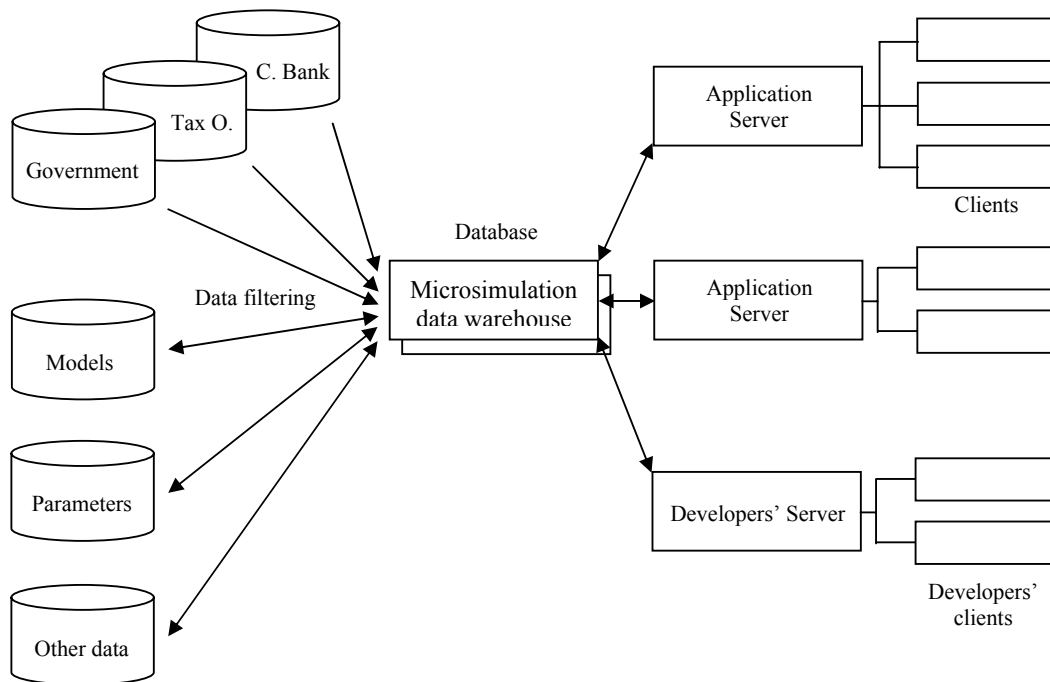 C. Bank
Tax O.
Government
Models
Parameters
Other data
Data filtering
Database
Microsimulation
data warehouse
Application
Server
Clients
Application
Server
Developers’ Server
Developers’
clients